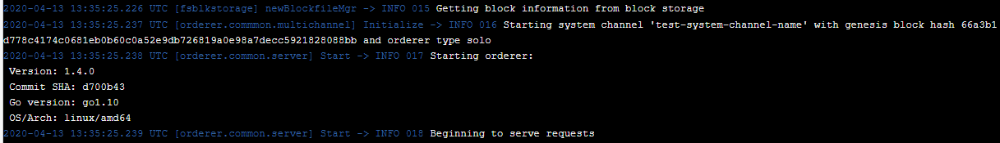 2020-04-13 13:35:25.226 UTC [fsblkstorage] newBlockfileMgr -> INFO 015 Getting block information from block storage
2020-04-13 13:35:25.237 UTC [orderer.commmon.multichannel] Initialize -> INFO 016 Starting system channel 'test-system-channel-name' with genesis block hash 66a3b1
d778c4174c0681eb0b60c0a52e9db726819a0e98a7decc5921828088bb and orderer type solo
2020-04-13 13:35:25.238 UTC [orderer.common.server] Start -> INFO 017 Starting orderer:
Version: 1.4.0
Commit SHA: d700b43
Go version: go1.10
OS/Arch: linux/amd64
2020-04-13 13:35:25.239 UTC [orderer.common.server] Start -> INFO 018 Beginning to serve requests